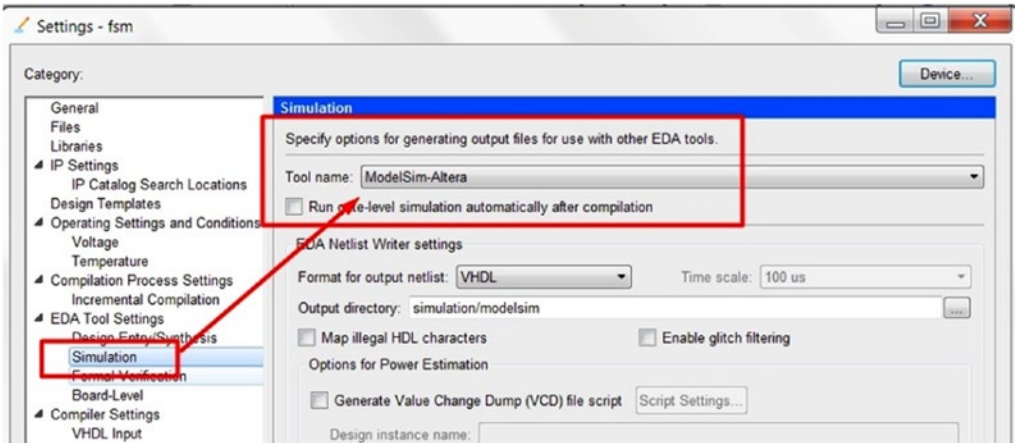 Settings - fsm
Category:
Device...
General
Files
Libraries
IP Settings
IP Catalog Search Locations
Design Templates
Operating Settings and Conditions
Voltage
Temperature
Compilation Process Settings
Incremental Compilation
EDA Tool Settings
Design Entry/Synthesis
Simulation
Formal Verification
Board-Level
Compiler Settings
VHDL Input
Simulation
Specify options for generating output files for use with other EDA tools.
Tool name: ModelSim-Altera
Run gate-level simulation automatically after compilation
EDA Netlist Writer settings
Format for output netlist: VHDL Time scale: 100 us
Output directory: simulation/modelsim ...
Map illegal HDL characters Enable glitch filtering
Options for Power Estimation
Generate Value Change Dump (VCD) file script Script Settings...
Design instance name: